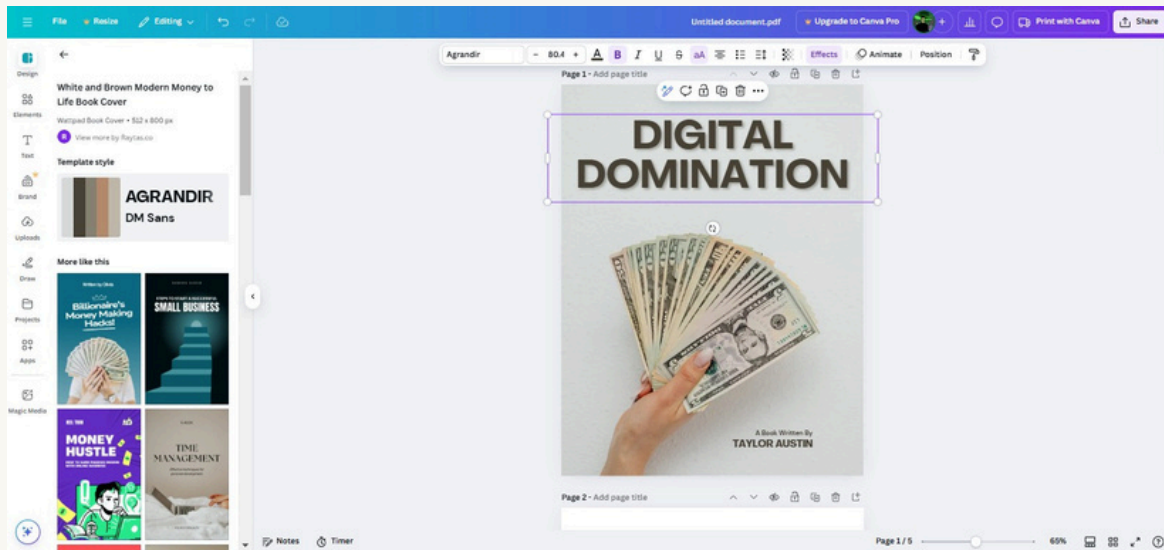 File
Resize
Editing
Untitled document.pdf
Upgrade to Canva Pro
Print with Canva
Share
Design
Elements
Text
Brand
Uploads
Draw
Projects
Apps
Magic Media
White and Brown Modern Money to
Life Book Cover
Wattpad Book Cover • 512 x 800 px
R
View more by Raytas.co
Template style
AGRANDIR
DM Sans
More like this
Billionaire's
Money Making
Hacks!
SMALL BUSINESS
MONEY
HUSTLE
TIME
MANAGEMENT
Agrandir
- 80.4 +
A B I U S aA
Effects
Animate
Position
Page 1 - Add page title
DIGITAL
DOMINATION
A Book Written By
TAYLOR AUSTIN
Page 2 - Add page title
Notes
Timer
Page 1 / 5
65%